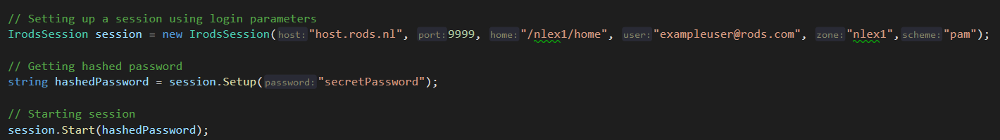 // Setting up a session using login parameters
IrodsSession session = new IrodsSession(host:"host.rods.nl", port:9999, home:"/nlex1/home", user:"exampleuser@rods.com", zone:"nlex1",scheme:"pam");
// Getting hashed password
string hashedPassword = session.Setup(password:"secretPassword");
// Starting session
session.Start(hashedPassword);